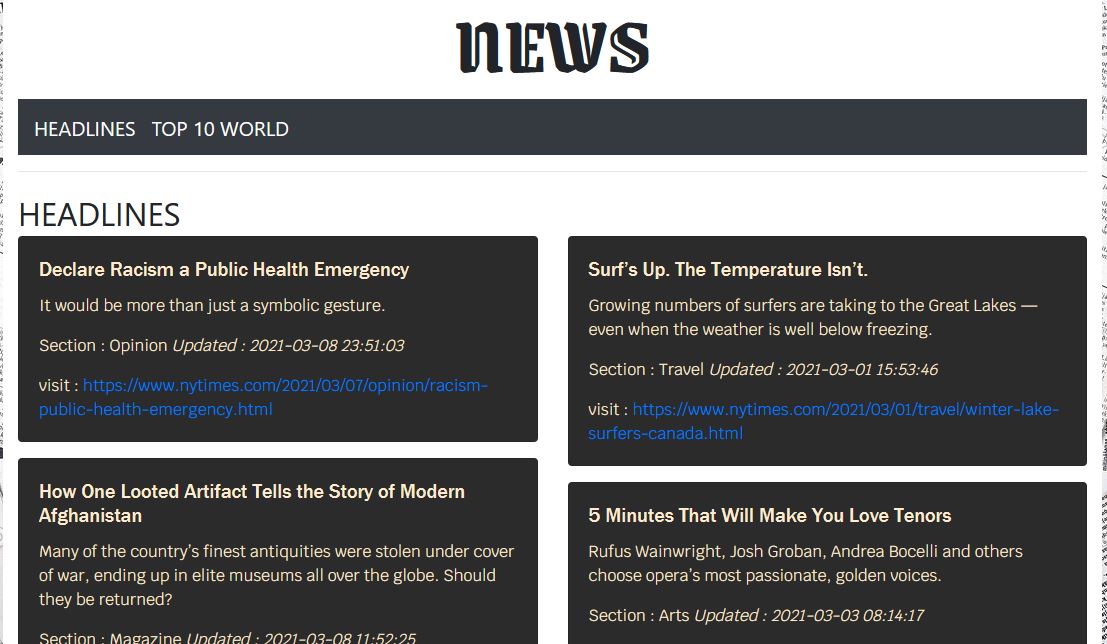 NEWS
HEADLINES TOP 10 WORLD
HEADLINES
Declare Racism a Public Health Emergency
It would be more than just a symbolic gesture.
Section : Opinion Updated : 2021-03-08 23:51:03
visit : https://www.nytimes.com/2021/03/07/opinion/racism-
public-health-emergency.html
How One Looted Artifact Tells the Story of Modern
Afghanistan
Many of the country’s finest antiquities were stolen under cover
of war, ending up in elite museums all over the globe. Should
they be returned?
Section : Magazine Updated : 2021-03-08 11:52:25
Surf’s Up. The Temperature Isn’t.
Growing numbers of surfers are taking to the Great Lakes —
even when the weather is well below freezing.
Section : Travel Updated : 2021-03-01 15:53:46
visit : https://www.nytimes.com/2021/03/01/travel/winter-lake-
surfers-canada.html
5 Minutes That Will Make You Love Tenors
Rufus Wainwright, Josh Groban, Andrea Bocelli and others
choose opera’s most passionate, golden voices.
Section : Arts Updated : 2021-03-03 08:14:17